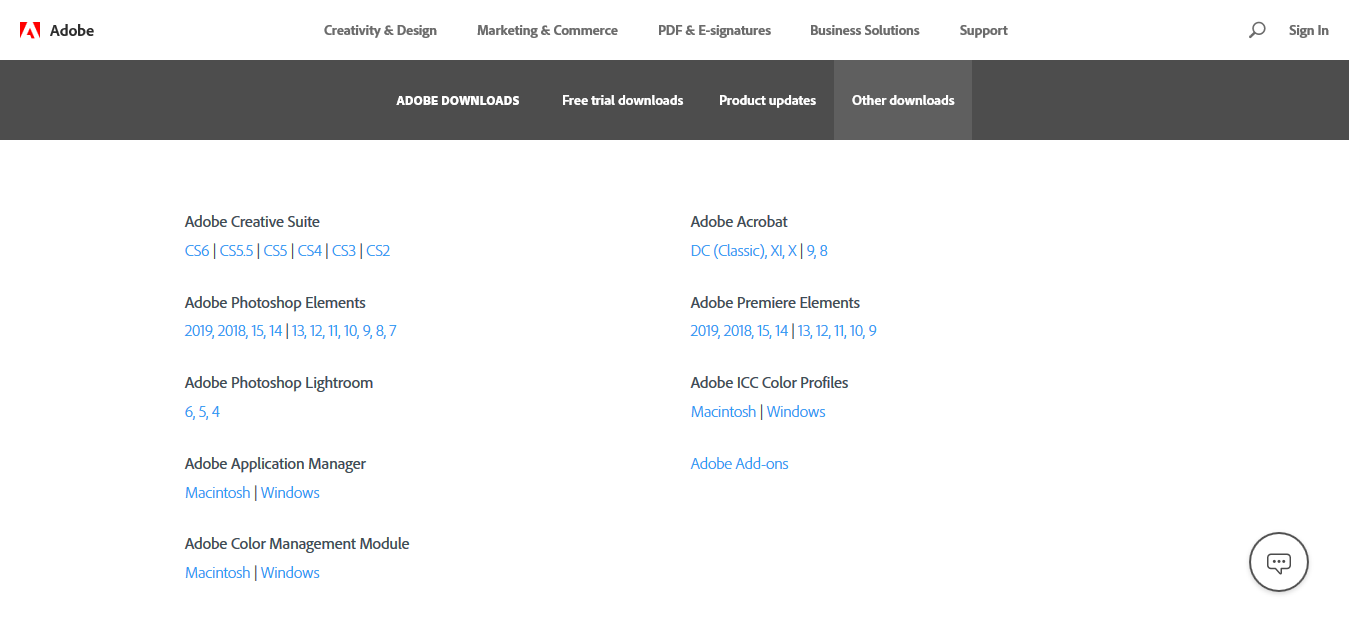 Adobe
Creativity & Design
Marketing & Commerce
PDF & E-signatures
Business Solutions
Support
Sign In
ADOBE DOWNLOADS
Free trial downloads
Product updates
Other downloads
Adobe Creative Suite
CS6 | CS5.5 | CS5 | CS4 | CS3 | CS2
Adobe Photoshop Elements
2019, 2018, 15, 14 | 13, 12, 11, 10, 9, 8, 7
Adobe Photoshop Lightroom
6, 5, 4
Adobe Application Manager
Macintosh | Windows
Adobe Color Management Module
Macintosh | Windows
Adobe Acrobat
DC (Classic), XI, X | 9, 8
Adobe Premiere Elements
2019, 2018, 15, 14 | 13, 12, 11, 10, 9
Adobe ICC Color Profiles
Macintosh | Windows
Adobe Add-ons